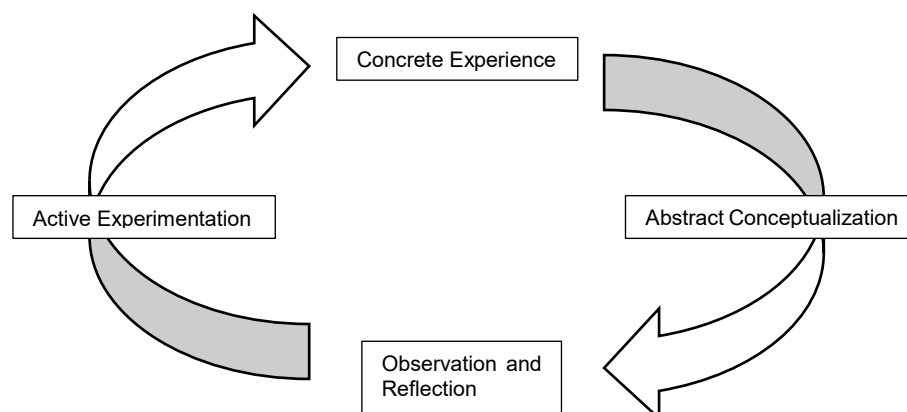 Concrete Experience
Active Experimentation
Abstract Conceptualization
Observation and
Reflection